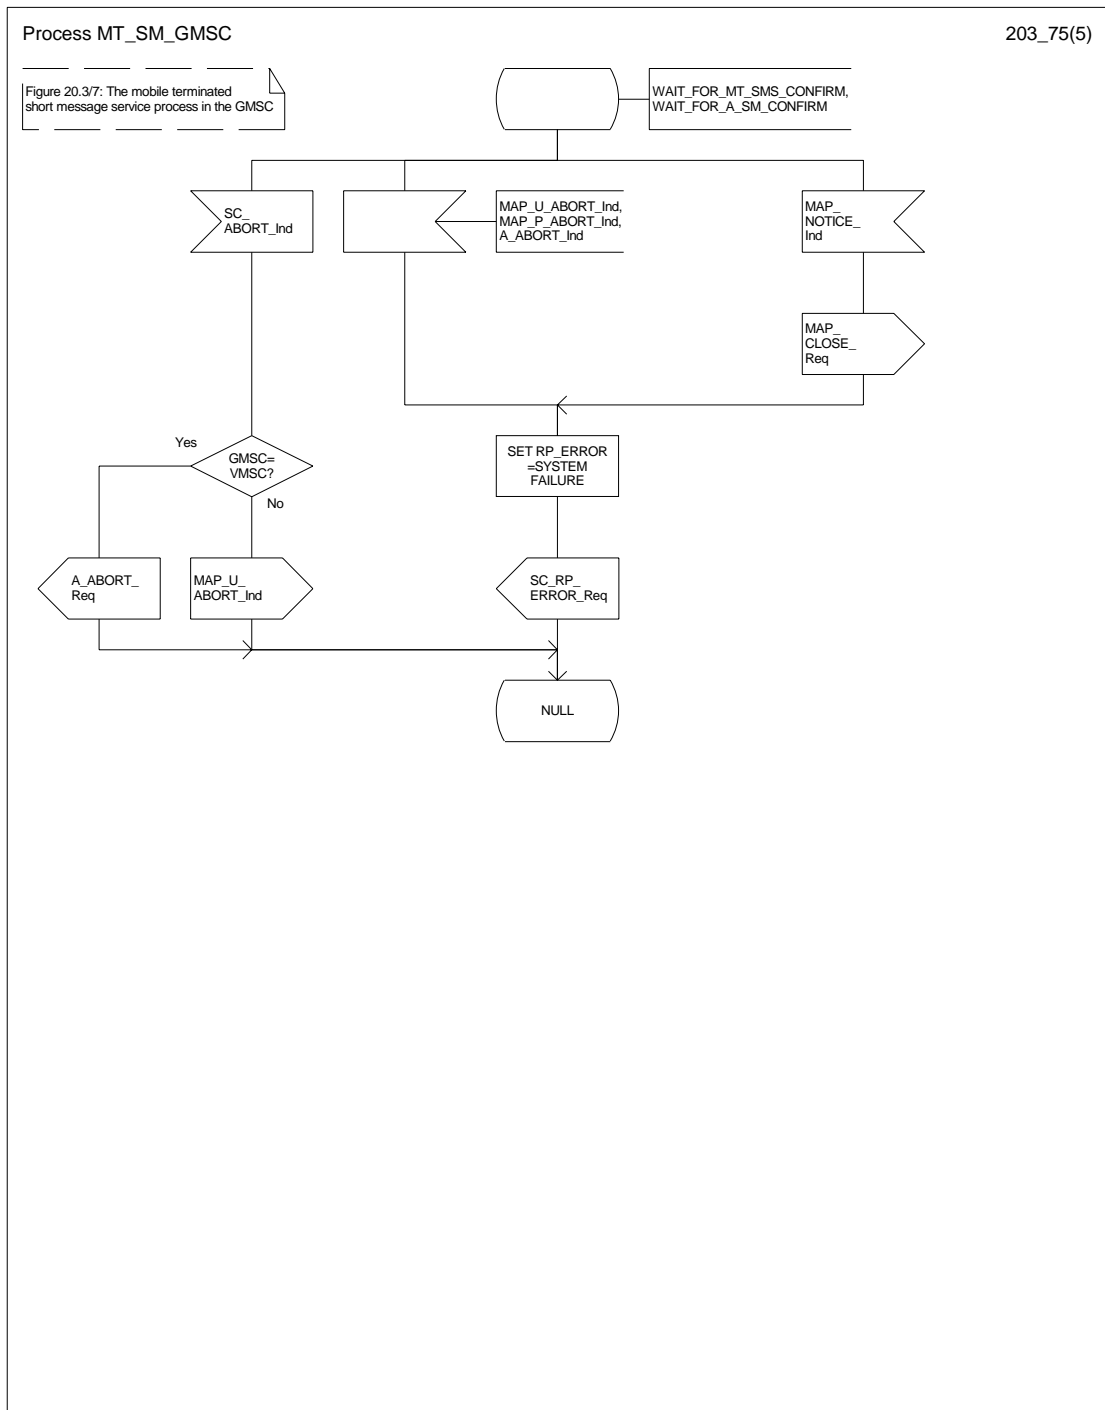 Process MT_SM_GMSC
203_75(5)
Figure 20.3/7: The mobile terminated
short message service process in the GMSC
WAIT_FOR_MT_SMS_CONFIRM,
WAIT_FOR_A_SM_CONFIRM
SC_
ABORT_Ind
MAP_U_ABORT_Ind,
MAP_P_ABORT_Ind,
A_ABORT_Ind
MAP_
NOTICE_
Ind
MAP_
CLOSE_
Req
Yes
GMSC=
VMSC?
No
SET RP_ERROR
=SYSTEM
FAILURE
A_ABORT_
Req
MAP_U_
ABORT_Ind
SC_RP_
ERROR_Req
NULL